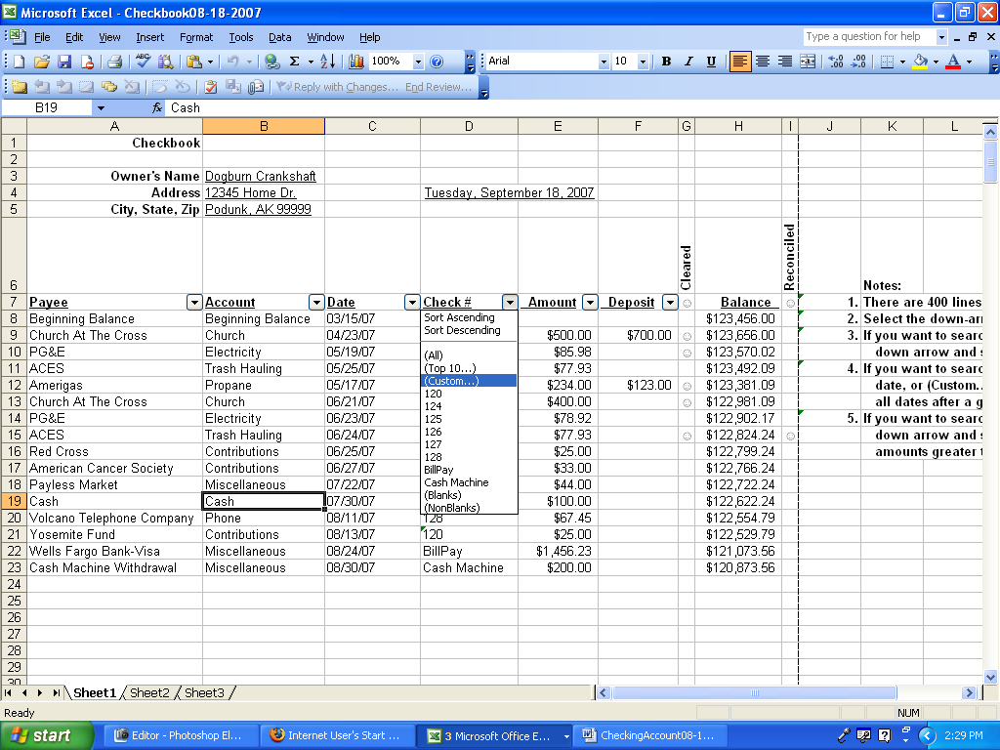 Microsoft Excel - Checkbook08-18-2007
File Edit View Insert Format Tools Data Window Help Type a question for help
ABC Σ A Z 100% Arial 10 B I U .0 .00 .00 .0 A
Reply with Changes... End Review...
B19 fx Cash
A B C D E F G H I J K L
1 Checkbook
2
3 Owner's Name Dogburn Crankshaft
4 Address 12345 Home Dr. Tuesday, September 18, 2007
5 City, State, Zip Podunk, AK 99999
6 Cleared Reconciled Notes:
7 Payee Account Date Check # Amount Deposit Balance 1. There are 400 lines
8 Beginning Balance Beginning Balance 03/15/07 Sort Ascending $123,456.00 2. Select the down-arr
Sort Descending
9 Church At The Cross Church 04/23/07 $500.00 $700.00 $123,656.00 3. If you want to searc
10 PG&E Electricity 05/19/07 (All) $85.98 $123,570.02 down arrow and s
11 ACES Trash Hauling 05/25/07 (Top 10...) $77.93 $123,492.09 4. If you want to searc
12 Amerigas Propane 05/17/07 (Custom...) $234.00 $123.00 $123,381.09 date, or (Custom..
120
13 Church At The Cross Church 06/21/07 124 $400.00 $122,981.09 all dates after a g
14 PG&E Electricity 06/23/07 125 $78.92 $122,902.17 5. If you want to searc
15 ACES Trash Hauling 06/24/07 126 $77.93 $122,824.24 down arrow and s
127
16 Red Cross Contributions 06/25/07 128 $25.00 $122,799.24 amounts greater t
17 American Cancer Society Contributions 06/27/07 BillPay $33.00 $122,766.24
18 Payless Market Miscellaneous 07/22/07 Cash Machine $44.00 $122,722.24
(Blanks)
19 Cash Cash 07/30/07 (NonBlanks) $100.00 $122,622.24
20 Volcano Telephone Company Phone 08/11/07 128 $67.45 $122,554.79
21 Yosemite Fund Contributions 08/13/07 120 $25.00 $122,529.79
22 Wells Fargo Bank-Visa Miscellaneous 08/24/07 BillPay $1,456.23 $121,073.56
23 Cash Machine Withdrawal Miscellaneous 08/30/07 Cash Machine $200.00 $120,873.56
24
25
26
27
28
29
30
Sheet1 Sheet2 Sheet3
Ready NUM
start Editor - Photoshop El... Internet User's Start ... 3 Microsoft Office E... CheckingAccount08-1... 2:29 PM